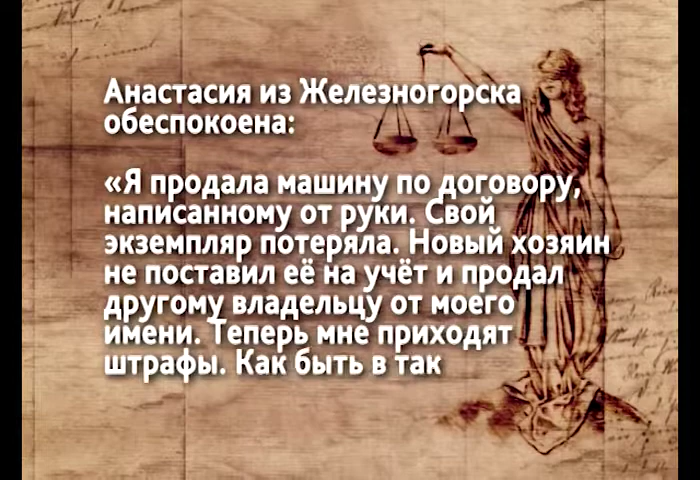 Анастасия из Железногорска
обеспокоена:
«Я продала машину по договору,
написанному от руки. Свой
экземпляр потеряла. Новый хозяин
не поставил её на учёт и продал
другому владельцу от моего
имени. Теперь мне приходят
штрафы. Как быть в так